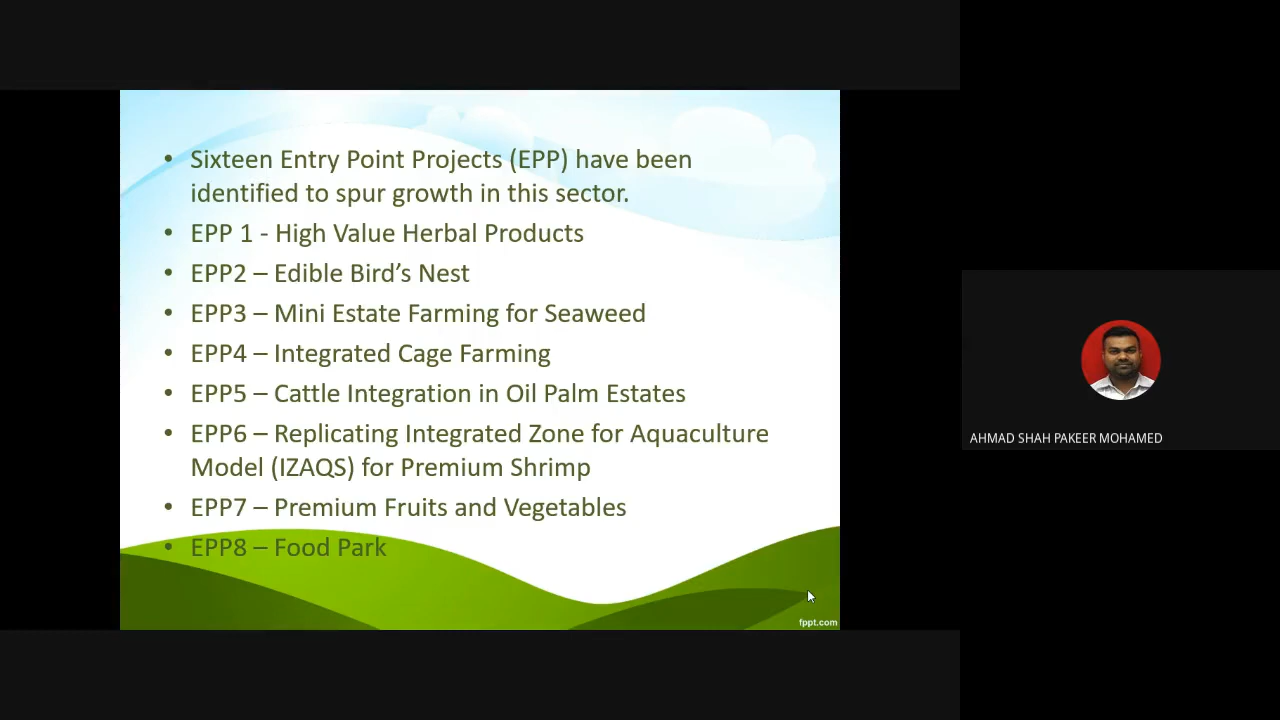 • Sixteen Entry Point Projects (EPP) have been
identified to spur growth in this sector.
• EPP 1 - High Value Herbal Products
• EPP2 – Edible Bird’s Nest
• EPP3 – Mini Estate Farming for Seaweed
• EPP4 – Integrated Cage Farming
• EPP5 – Cattle Integration in Oil Palm Estates
• EPP6 – Replicating Integrated Zone for Aquaculture
Model (IZAQS) for Premium Shrimp
• EPP7 – Premium Fruits and Vegetables
• EPP8 – Food Park
fppt.com
AHMAD SHAH PAKEER MOHAMED